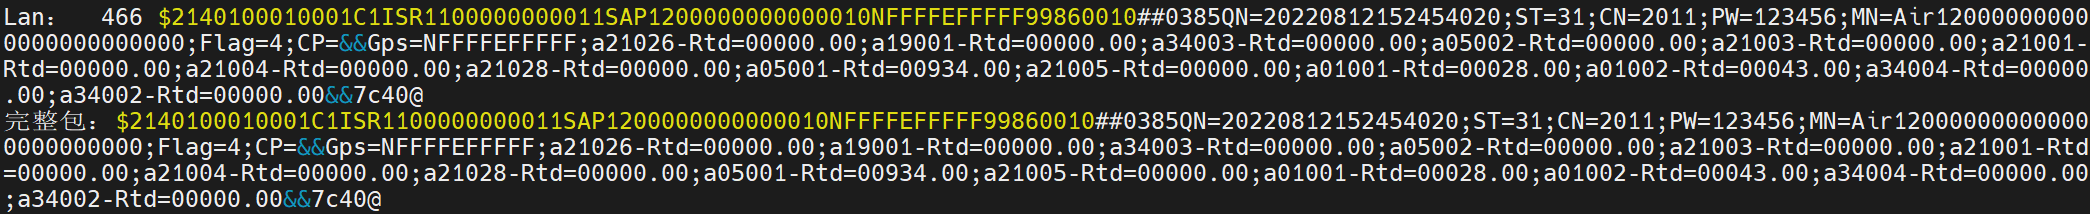 Lan：  466 $2140100010001C1ISR1100000000011SAP1200000000000010NFFFFEFFFFF99860010##0385QN=20220812152454020;ST=31;CN=2011;PW=123456;MN=Air12000000000
0000000000000;Flag=4;CP=&&Gps=NFFFFEFFFFF;a21026-Rtd=00000.00;a19001-Rtd=00000.00;a34003-Rtd=00000.00;a05002-Rtd=00000.00;a21003-Rtd=00000.00;a21001-
Rtd=00000.00;a21004-Rtd=00000.00;a21028-Rtd=00000.00;a05001-Rtd=00934.00;a21005-Rtd=00000.00;a01001-Rtd=00028.00;a01002-Rtd=00043.00;a34004-Rtd=00000
.00;a34002-Rtd=00000.00&&7c40@
完整包：$2140100010001C1ISR1100000000011SAP1200000000000010NFFFFEFFFFF99860010##0385QN=20220812152454020;ST=31;CN=2011;PW=123456;MN=Air12000000000000
0000000000;Flag=4;CP=&&Gps=NFFFFEFFFFF;a21026-Rtd=00000.00;a19001-Rtd=00000.00;a34003-Rtd=00000.00;a05002-Rtd=00000.00;a21003-Rtd=00000.00;a21001-Rtd
=00000.00;a21004-Rtd=00000.00;a21028-Rtd=00000.00;a05001-Rtd=00934.00;a21005-Rtd=00000.00;a01001-Rtd=00028.00;a01002-Rtd=00043.00;a34004-Rtd=00000.00
;a34002-Rtd=00000.00&&7c40@